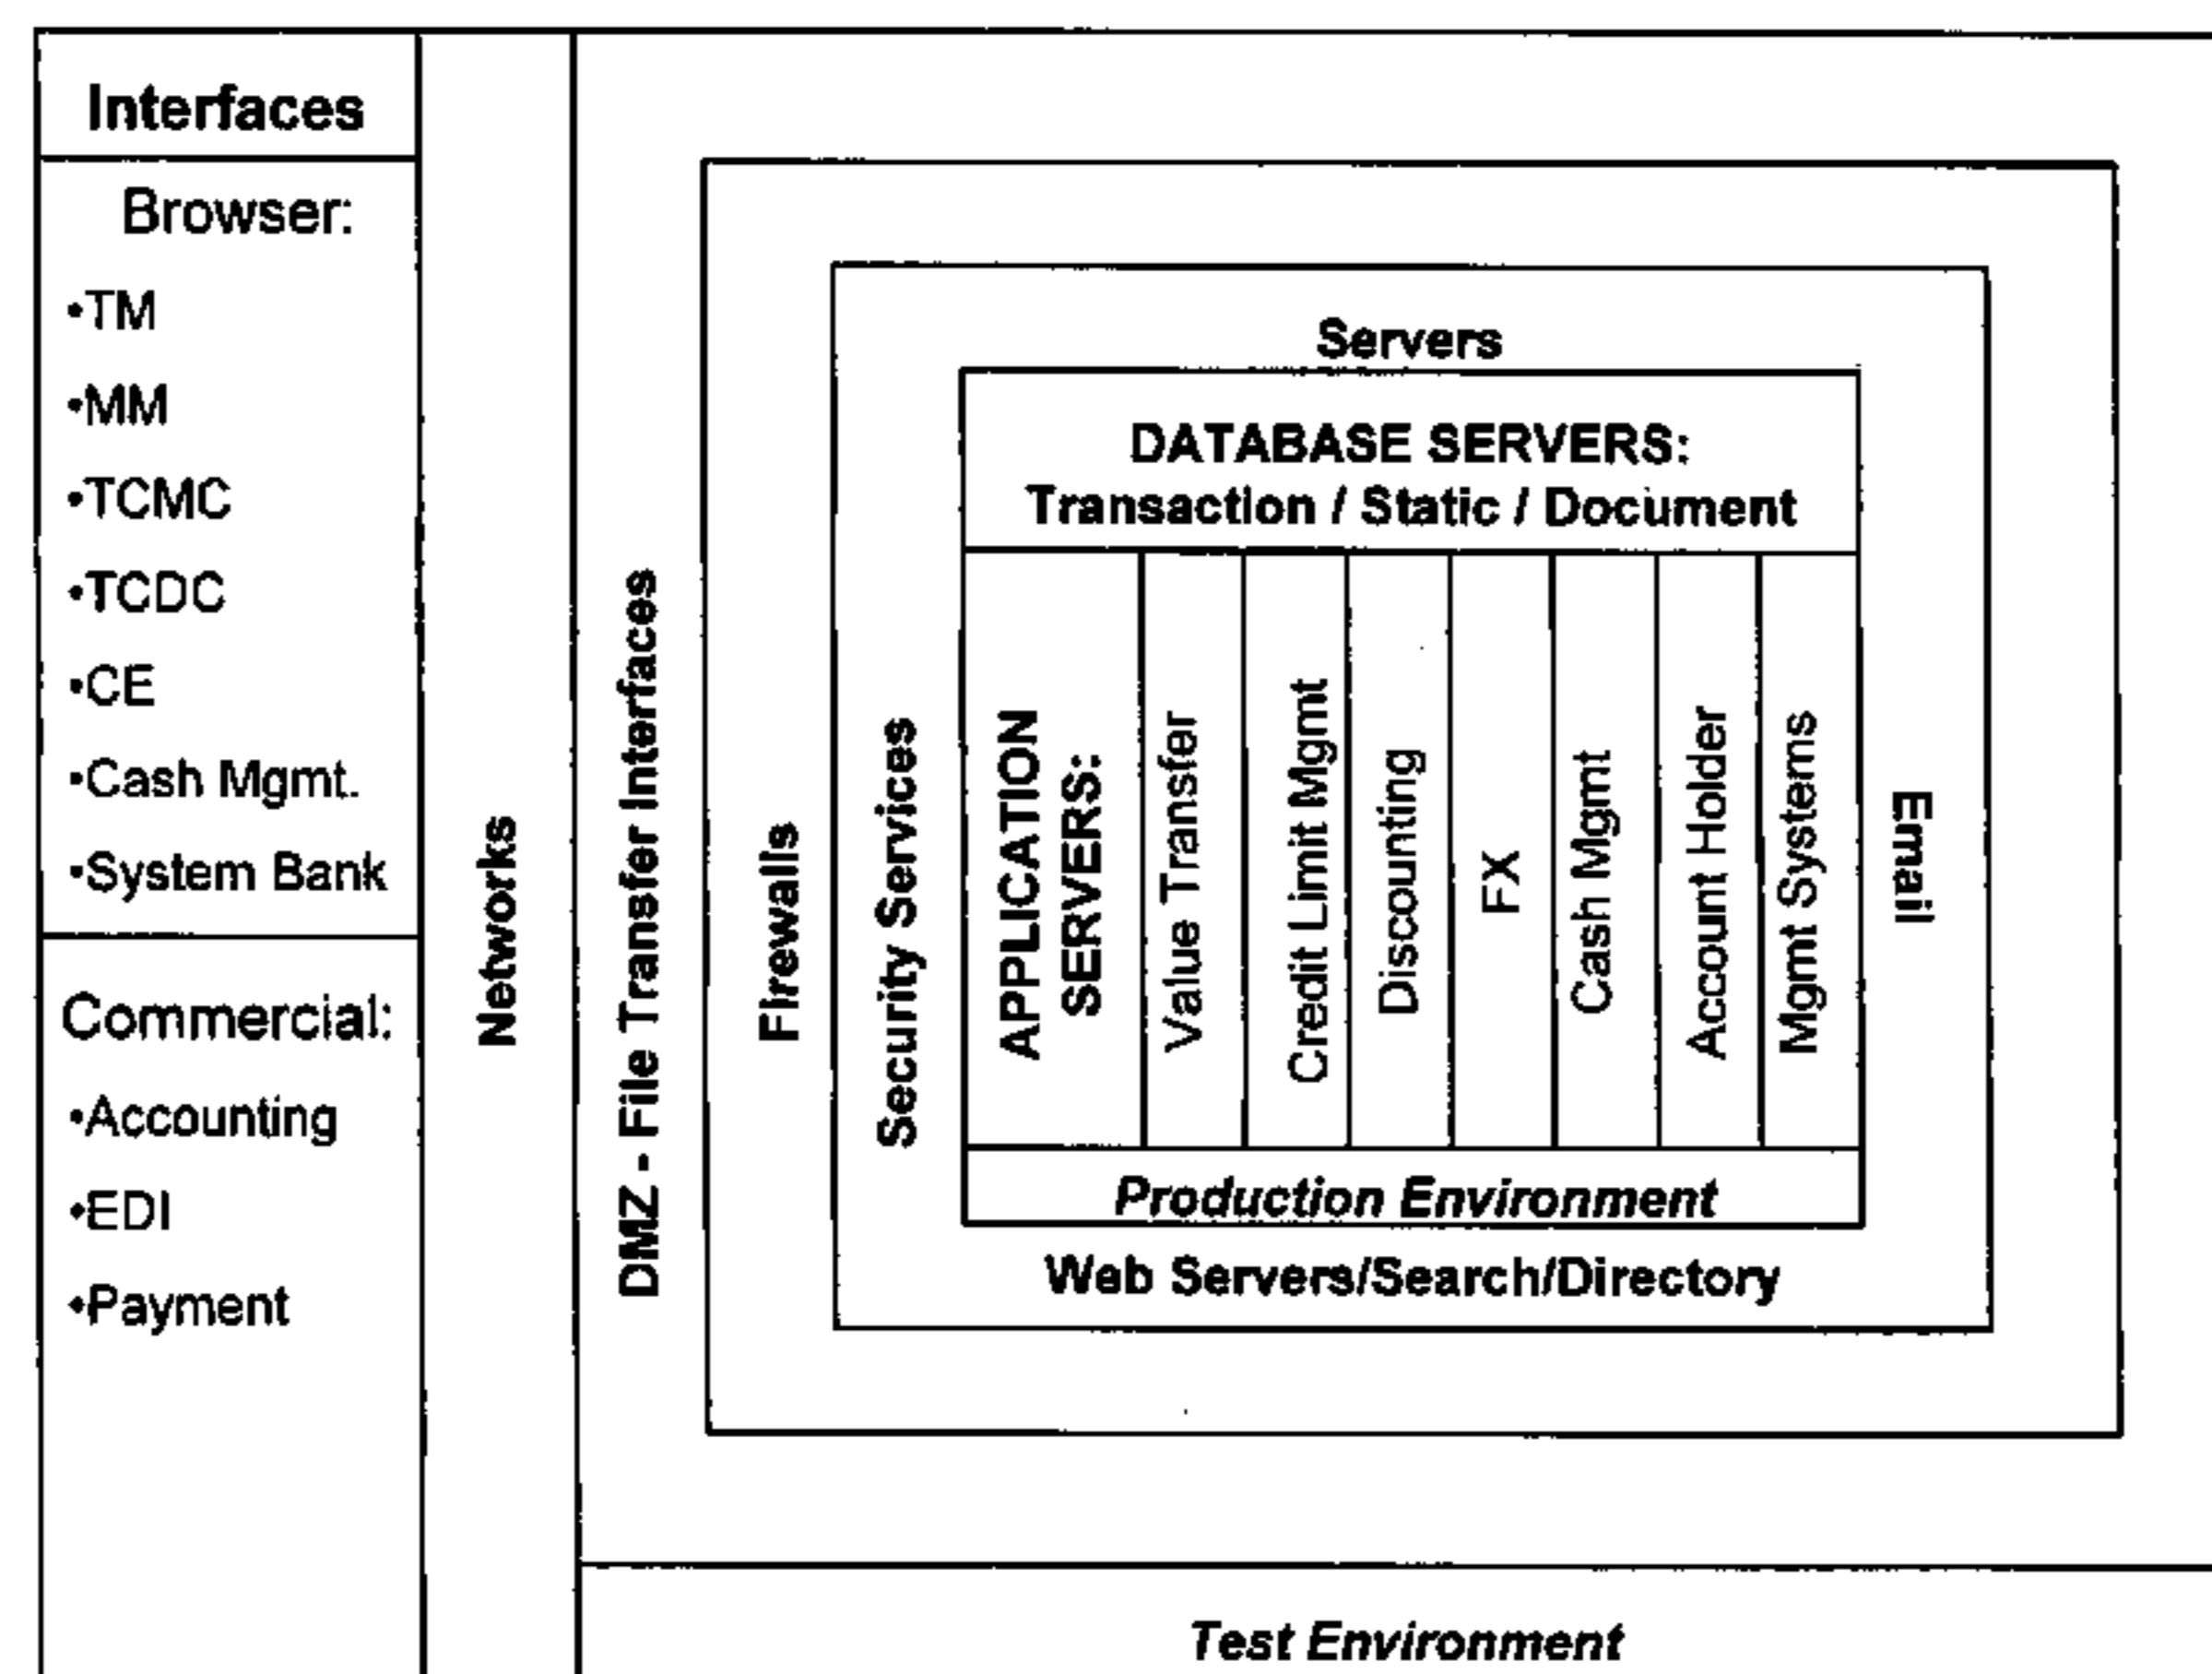 Interfaces
Browser:
•TM
•MM
•TCMC
•TCDC
•CE
•Cash Mgmt.
•System Bank
Commercial:
•Accounting
•EDI
•Payment
Networks
DMZ - File Transfer Interfaces
Firewalls
Security Services
Servers
DATABASE SERVERS:
Transaction / Static / Document
APPLICATION
SERVERS:
Value Transfer
Credit Limit Mgmt
Discounting
FX
Cash Mgmt
Account Holder
Mgmt Systems
Email
Production Environment
Web Servers/Search/Directory
Test Environment